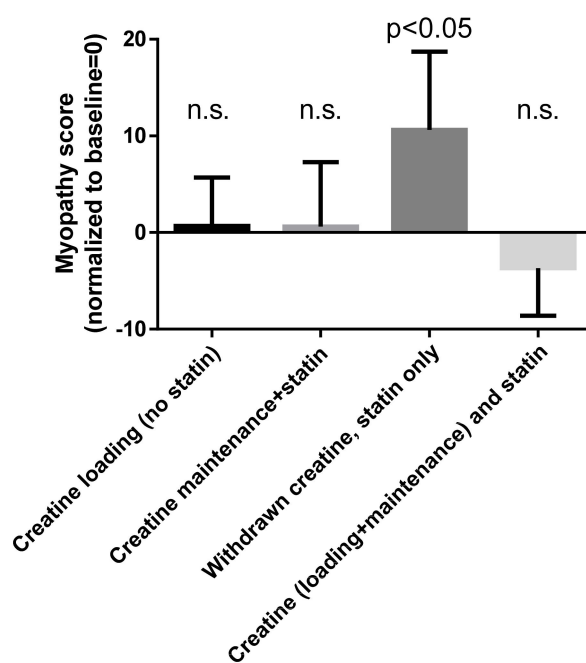 Myopathy score
(normalized to baseline=0)
20
10
0
-10
n.s.
n.s.
p<0.05
n.s.
Creatine loading (no statin)
Creatine maintenance+statin
Withdrawn creatine, statin only
Creatine (loading+maintenance) and statin